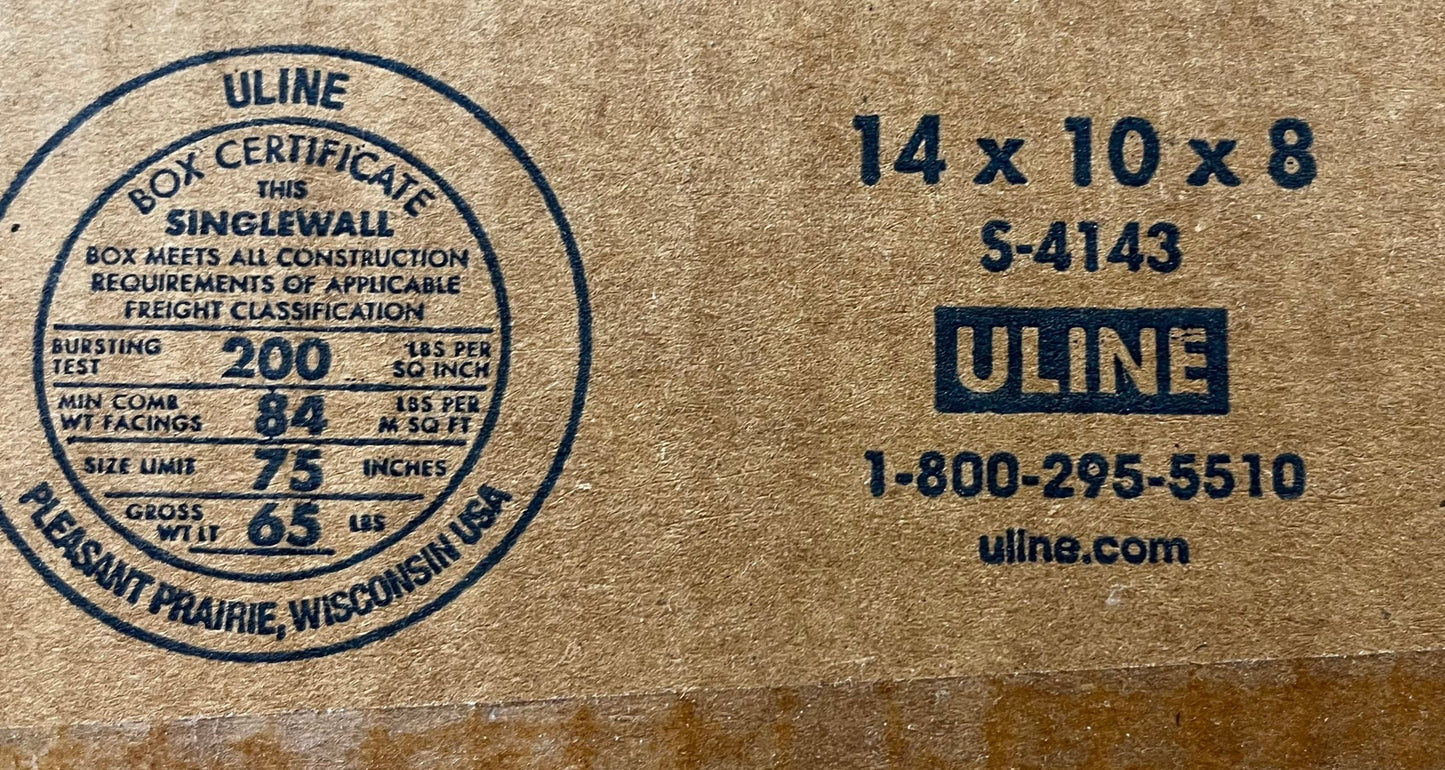 ULINE
BOX CERTIFICATE
THIS
SINGLEWALL
BOX MEETS ALL CONSTRUCTION
REQUIREMENTS OF APPLICABLE
FREIGHT CLASSIFICATION
BURSTING TEST 200 LBS PER SQ INCH
MIN COMB WT FACINGS 84 LBS PER M SQ FT
SIZE LIMIT 75 INCHES
GROSS WT LT 65 LBS
PLEASANT PRAIRIE, WISCONSIN USA
14 x 10 x 8
S-4143
ULINE
1-800-295-5510
uline.com